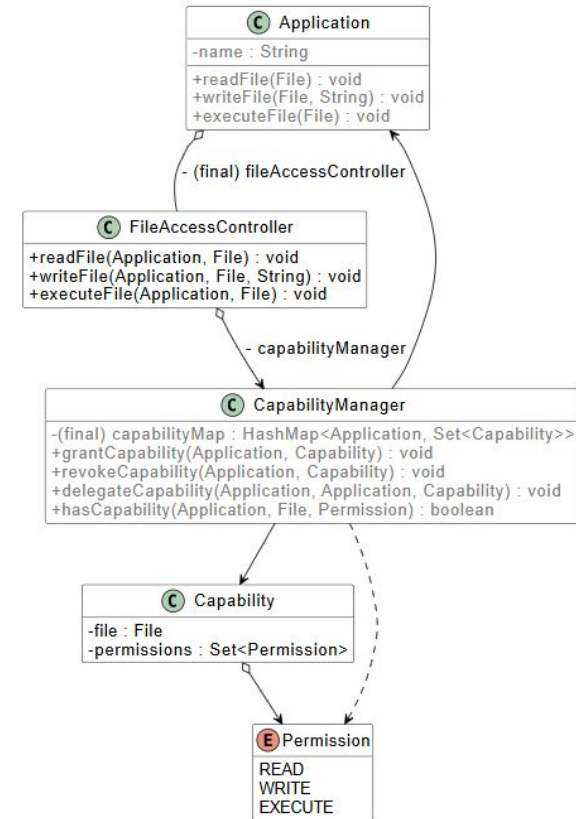 C Application
-name : String
+readFile(File) : void
+writeFile(File, String) : void
+executeFile(File) : void
- (final) fileAccessController
C FileAccessController
+readFile(Application, File) : void
+writeFile(Application, File, String) : void
+executeFile(Application, File) : void
- capabilityManager
C CapabilityManager
-(final) capabilityMap : HashMap<Application, Set<Capability>>
+grantCapability(Application, Capability) : void
+revokeCapability(Application, Capability) : void
+delegateCapability(Application, Application, Capability) : void
+hasCapability(Application, File, Permission) : boolean
C Capability
-file : File
-permissions : Set<Permission>
E Permission
READ
WRITE
EXECUTE